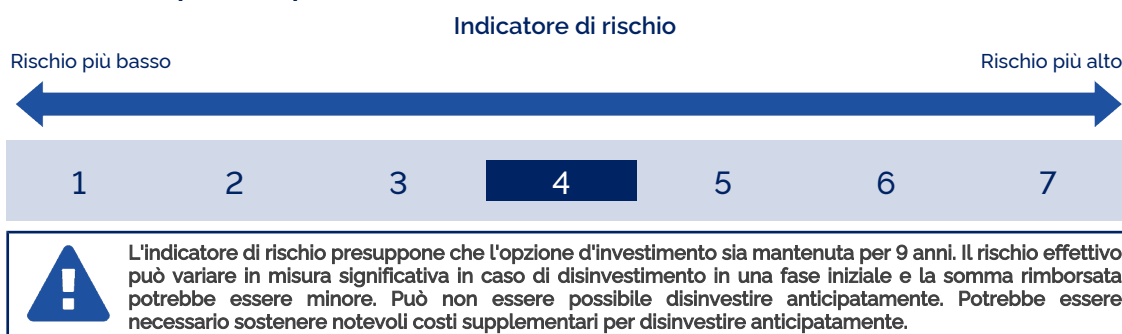 Indicatore di rischio
Rischio più basso Rischio più alto
1 2 3 4 5 6 7
L'indicatore di rischio presuppone che l'opzione d'investimento sia mantenuta per 9 anni. Il rischio effettivo
può variare in misura significativa in caso di disinvestimento in una fase iniziale e la somma rimborsata
potrebbe essere minore. Può non essere possibile disinvestire anticipatamente. Potrebbe essere
necessario sostenere notevoli costi supplementari per disinvestire anticipatamente.